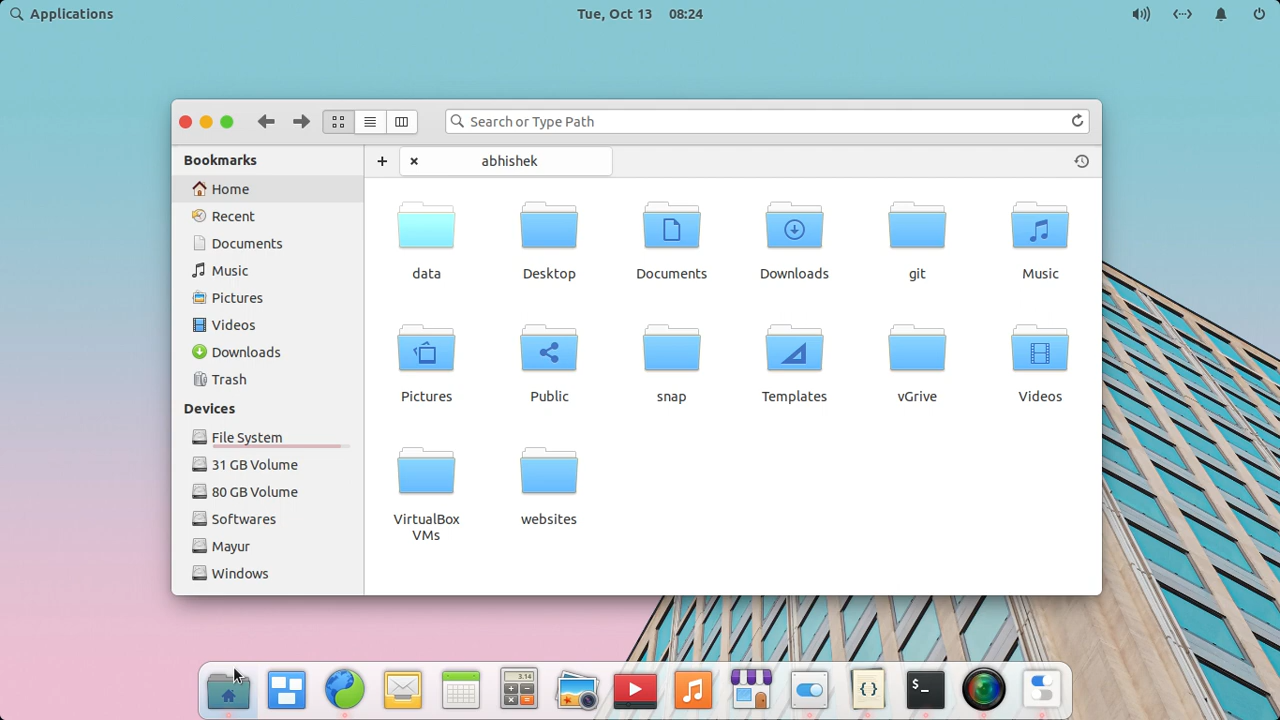 Applications
Tue, Oct 13 08:24
Search or Type Path
Bookmarks
abhishek
Home
Recent
Documents
Music
Pictures
Videos
Downloads
Trash
Devices
File System
31 GB Volume
80 GB Volume
Softwares
Mayur
Windows
data
Desktop
Documents
Downloads
git
Music
Pictures
Public
snap
Templates
vGrive
Videos
VirtualBox
VMs
websites
3.14
{}
$_